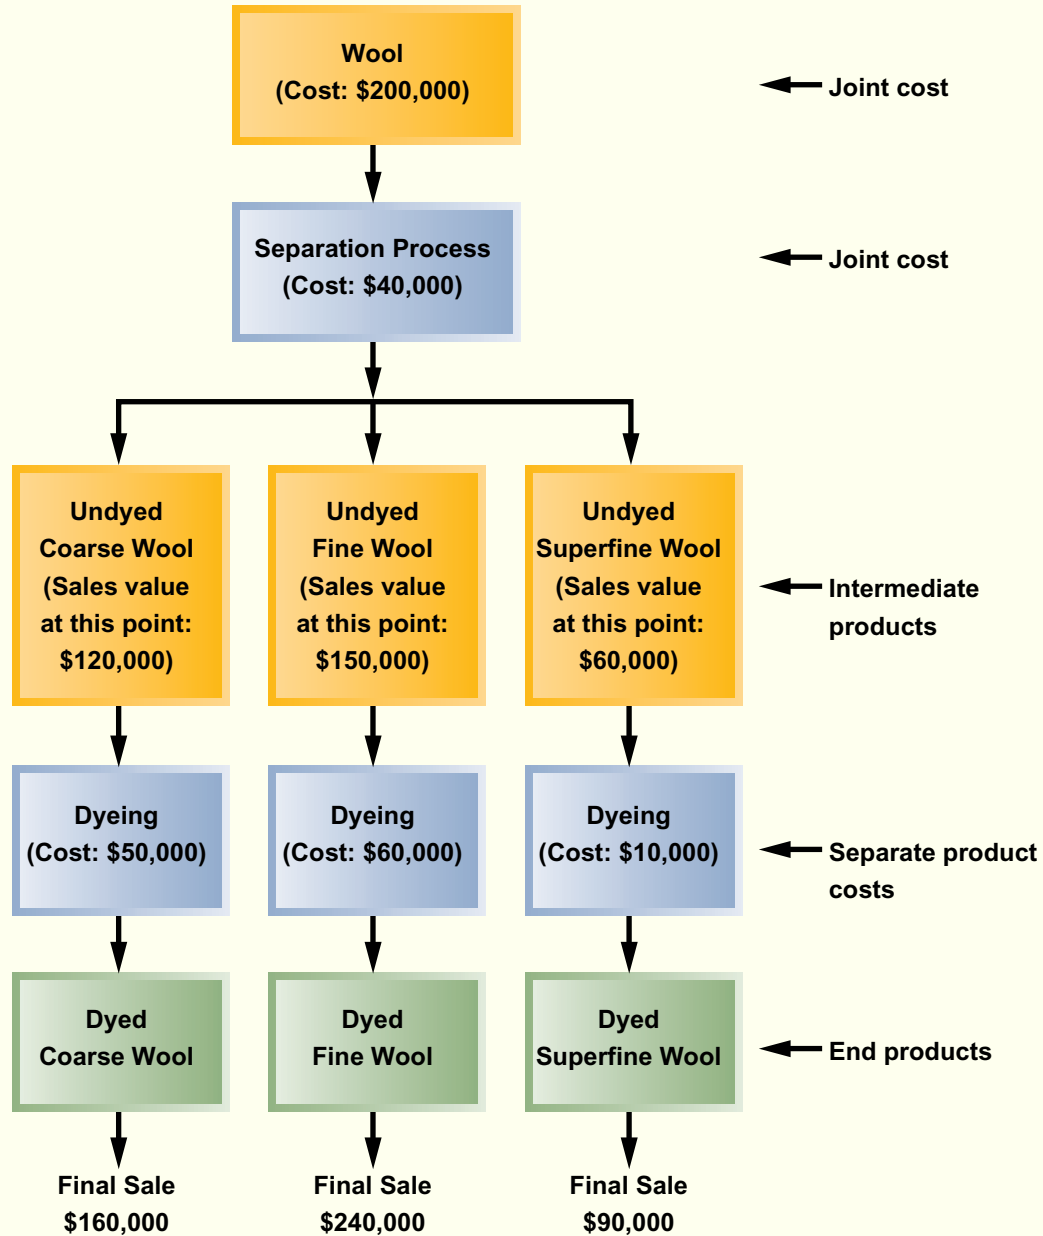 Wool
(Cost: $200,000)
Joint cost
Separation Process
(Cost: $40,000)
Joint cost
Undyed
Coarse Wool
(Sales value
at this point:
$120,000)
Undyed
Fine Wool
(Sales value
at this point:
$150,000)
Undyed
Superfine Wool
(Sales value
at this point:
$60,000)
Intermediate
products
Dyeing
(Cost: $50,000)
Dyeing
(Cost: $60,000)
Dyeing
(Cost: $10,000)
Separate product
costs
Dyed
Coarse Wool
Dyed
Fine Wool
Dyed
Superfine Wool
End products
Final Sale
$160,000
Final Sale
$240,000
Final Sale
$90,000